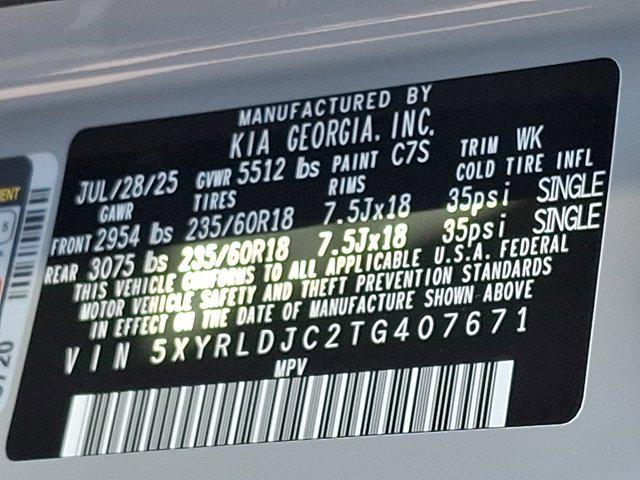 MANUFACTURED BY
KIA GEORGIA. INC.
JUL/28/25 GVWR 5512 lbs PAINT C7S TRIM WK
GAWR TIRES RIMS COLD TIRE INFL
FRONT 2954 lbs 235/60R18 7.5Jx18 35psi SINGLE
REAR 3075 lbs 235/60R18 7.5Jx18 35psi SINGLE
THIS VEHICLE CONFORMS TO ALL APPLICABLE U.S.A. FEDERAL
MOTOR VEHICLE SAFETY AND THEFT PREVENTION STANDARDS
IN EFFECT ON THE DATE OF MANUFACTURE SHOWN ABOVE
VIN 5XYRLDJC2TG407671
MPV